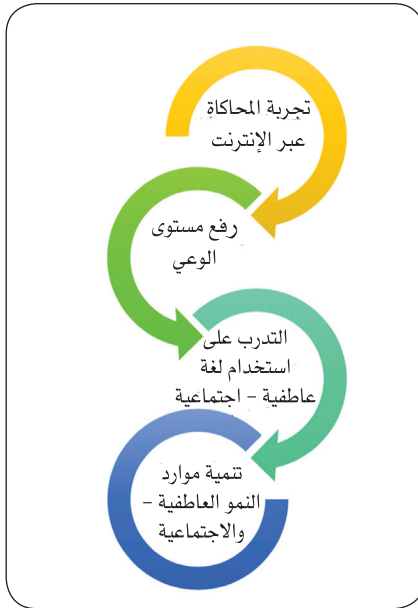 تجربة المحاكاة
عبر الإنترنت
رفع مستوى
الوعي
التدرب على
استخدام لغة
عاطفية - اجتماعية
تنمية موارد
النمو العاطفية -
والاجتماعية